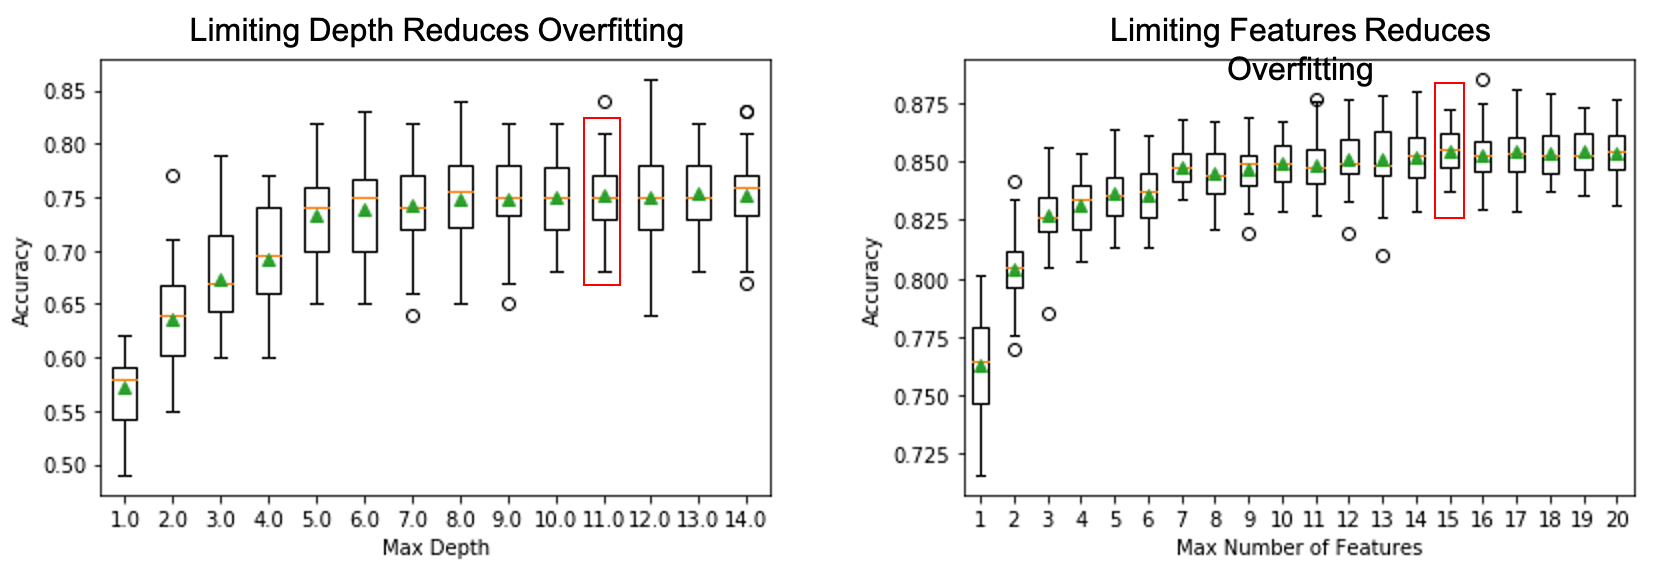 Limiting Depth Reduces Overfitting
0.85
0.80
0.75
0.70
0.65
0.60
0.55
0.50
Accuracy
1.0 2.0 3.0 4.0 5.0 6.0 7.0 8.0 9.0 10.0 11.0 12.0 13.0 14.0
Max Depth
Limiting Features Reduces
Overfitting
0.875
0.850
0.825
0.800
0.775
0.750
0.725
Accuracy
1 2 3 4 5 6 7 8 9 10 11 12 13 14 15 16 17 18 19 20
Max Number of Features